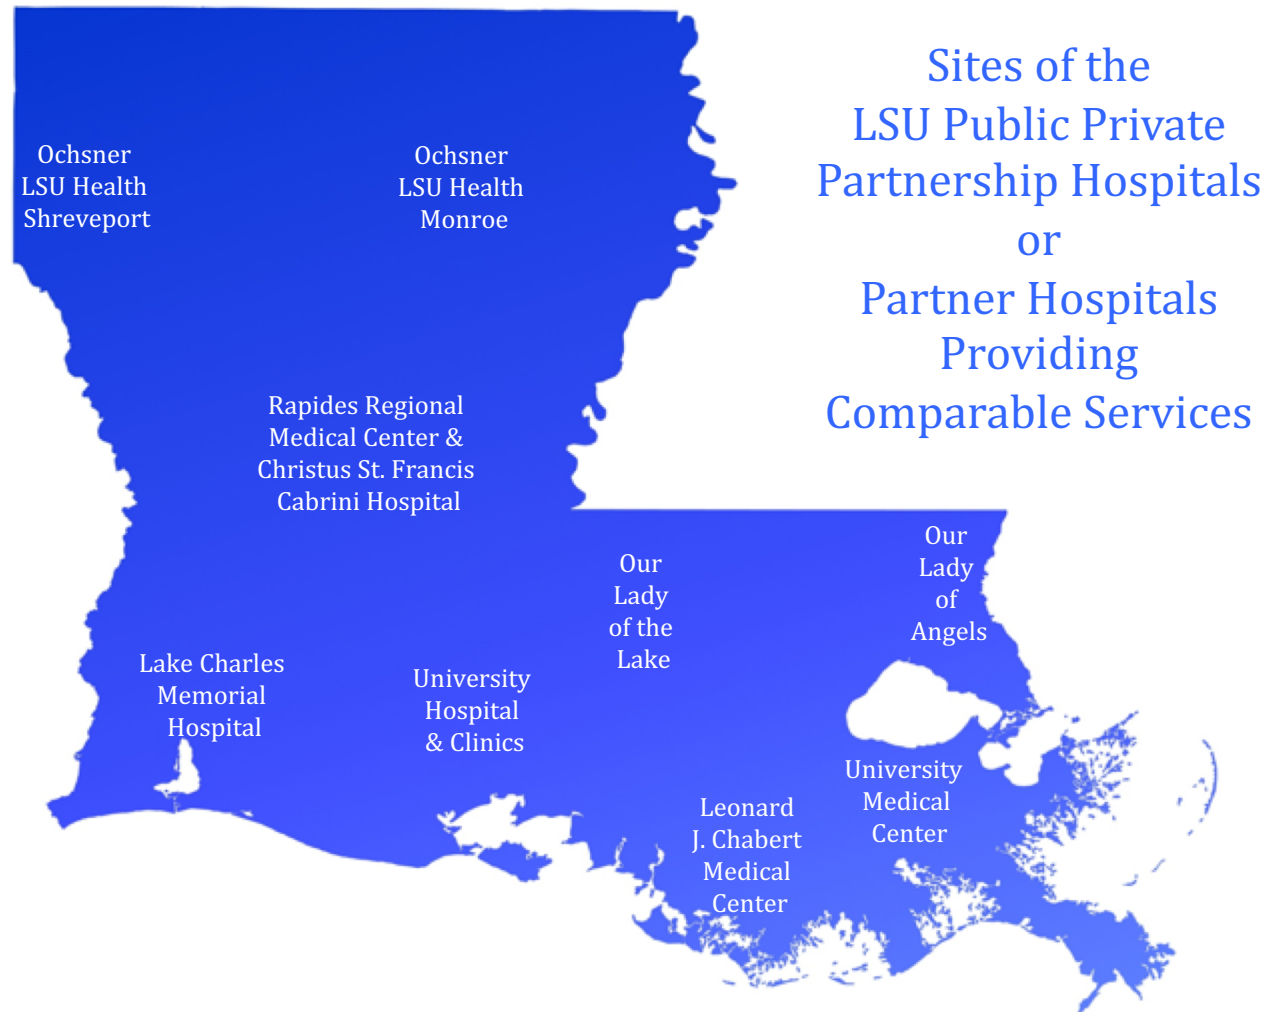 Sites of the
LSU Public Private
Partnership Hospitals
or
Partner Hospitals
Providing
Comparable Services
Ochsner
LSU Health
Shreveport
Ochsner
LSU Health
Monroe
Rapides Regional
Medical Center &
Christus St. Francis
Cabrini Hospital
Our
Lady
of the
Lake
Our
Lady
of
Angels
Lake Charles
Memorial
Hospital
University
Hospital
& Clinics
University
Medical
Center
Leonard
J. Chabert
Medical
Center